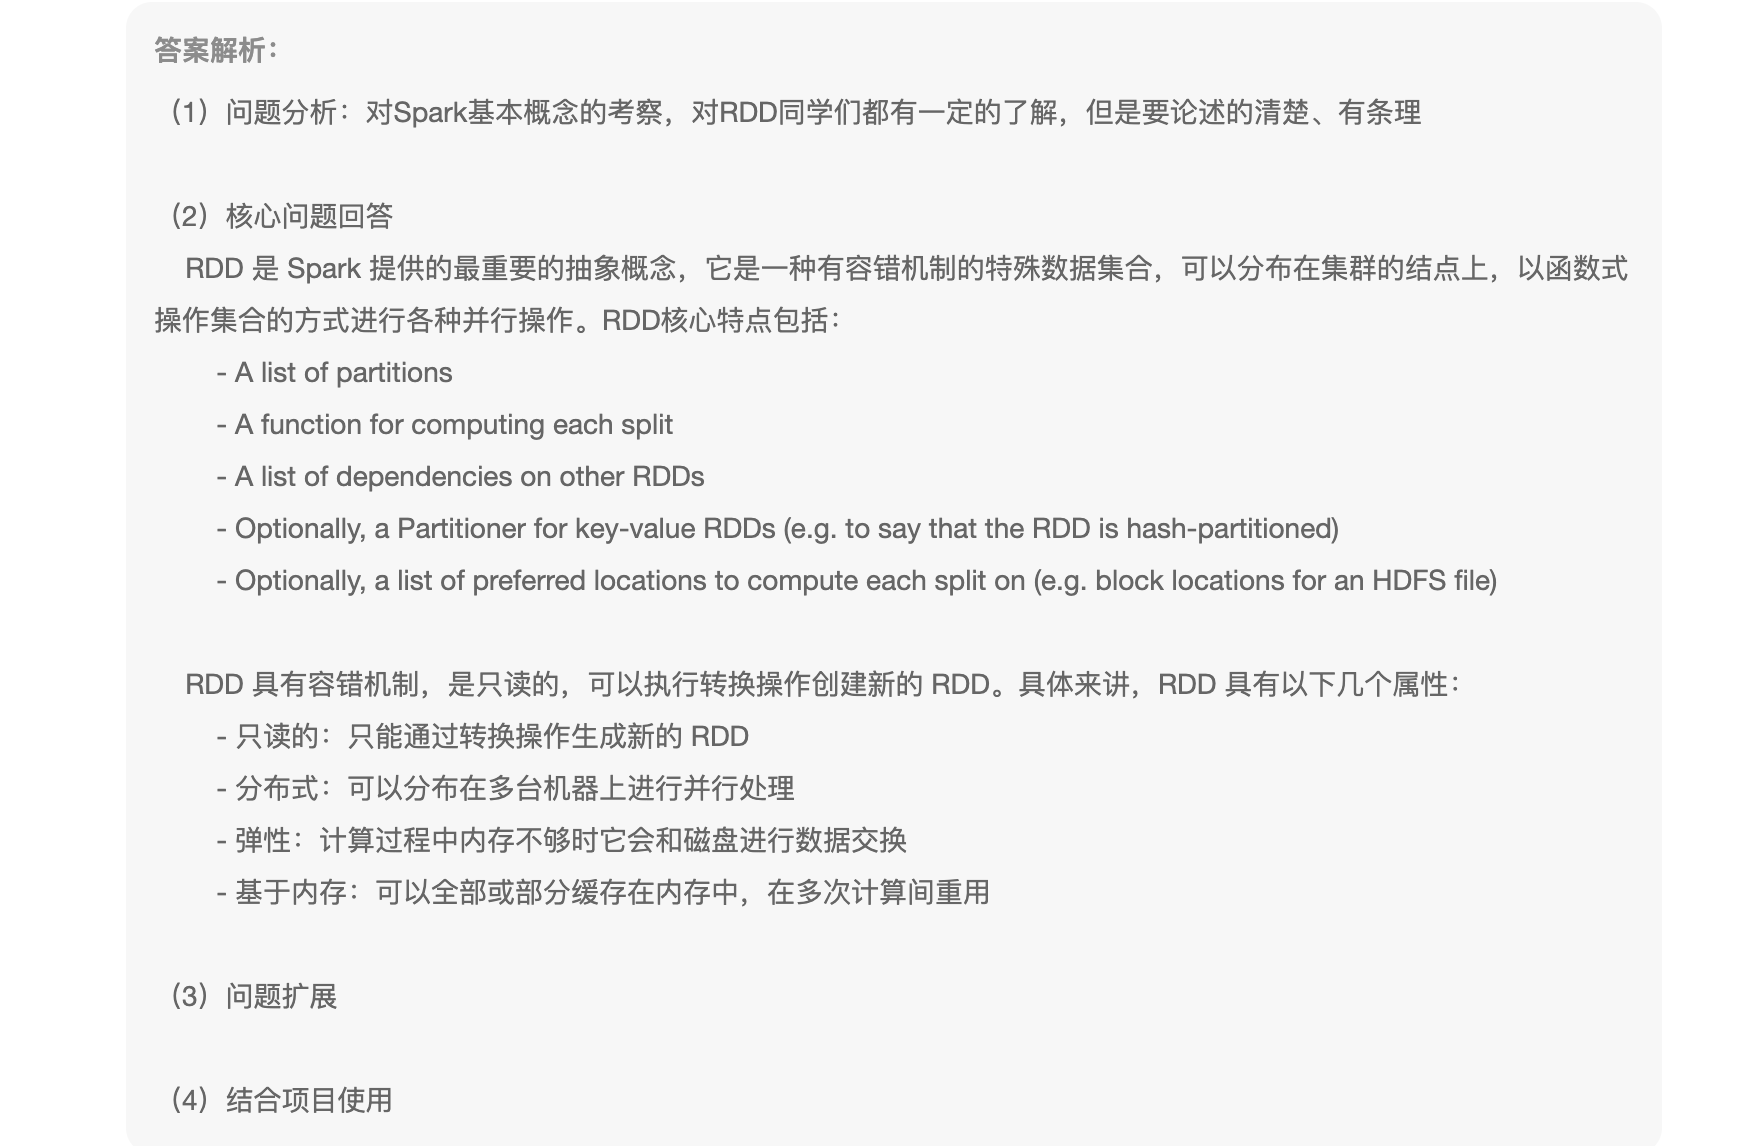 答案解析：
（1）问题分析：对Spark基本概念的考察，对RDD同学们都有一定的了解，但是要论述的清楚、有条理
（2）核心问题回答
RDD 是 Spark 提供的最重要的抽象概念，它是一种有容错机制的特殊数据集合，可以分布在集群的结点上，以函数式
操作集合的方式进行各种并行操作。RDD核心特点包括：
- A list of partitions
- A function for computing each split
- A list of dependencies on other RDDs
- Optionally, a Partitioner for key-value RDDs (e.g. to say that the RDD is hash-partitioned)
- Optionally, a list of preferred locations to compute each split on (e.g. block locations for an HDFS file)
RDD 具有容错机制，是只读的，可以执行转换操作创建新的 RDD。具体来讲，RDD 具有以下几个属性：
- 只读的：只能通过转换操作生成新的 RDD
- 分布式：可以分布在多台机器上进行并行处理
- 弹性：计算过程中内存不够时它会和磁盘进行数据交换
- 基于内存：可以全部或部分缓存在内存中，在多次计算间重用
（3）问题扩展
（4）结合项目使用